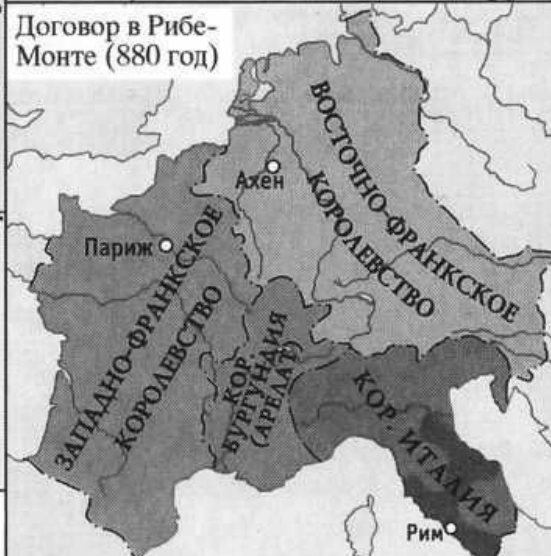 Договор в Рибе-
Монте (880 год)
ВОСТОЧНО-ФРАНКСКОЕ
КОРОЛЕВСТВО
Ахен
Париж
ЗАПАДНО-ФРАНКСКОЕ
КОРОЛЕВСТВО
КОР.
БУРГУНДИЯ
(АРЕЛАТ)
КОР. ИТАЛИЯ
Рим